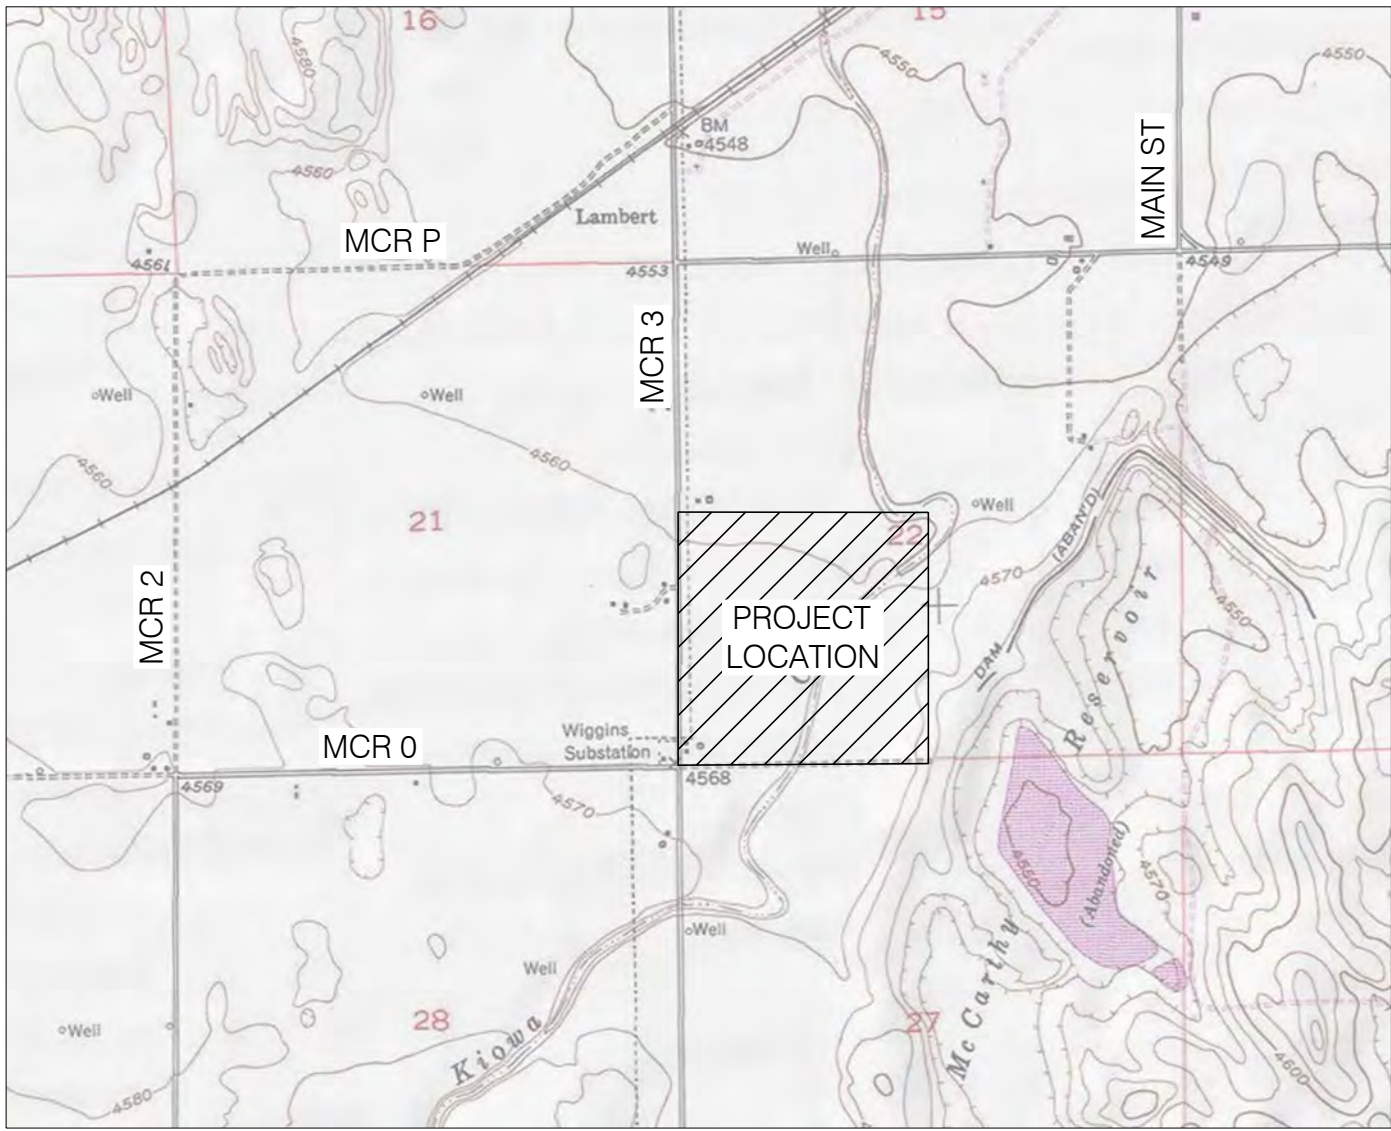 16
15
4580
4550
4550
BM
4548
MAIN ST
4560
Lambert
MCR P
Well
4561
4553
4549
MCR 3
Well
Well
4560
4560
Well
21
22
(ABAN'D)
4570
MCR 2
PROJECT
LOCATION
4550
Reservoir
DAM
Wiggins
Substation
MCR 0
4569
4568
4570
4550
4570
(Abandoned)
Well
Well
McCarthy
Well
28
27
Kiowa
4600
4580